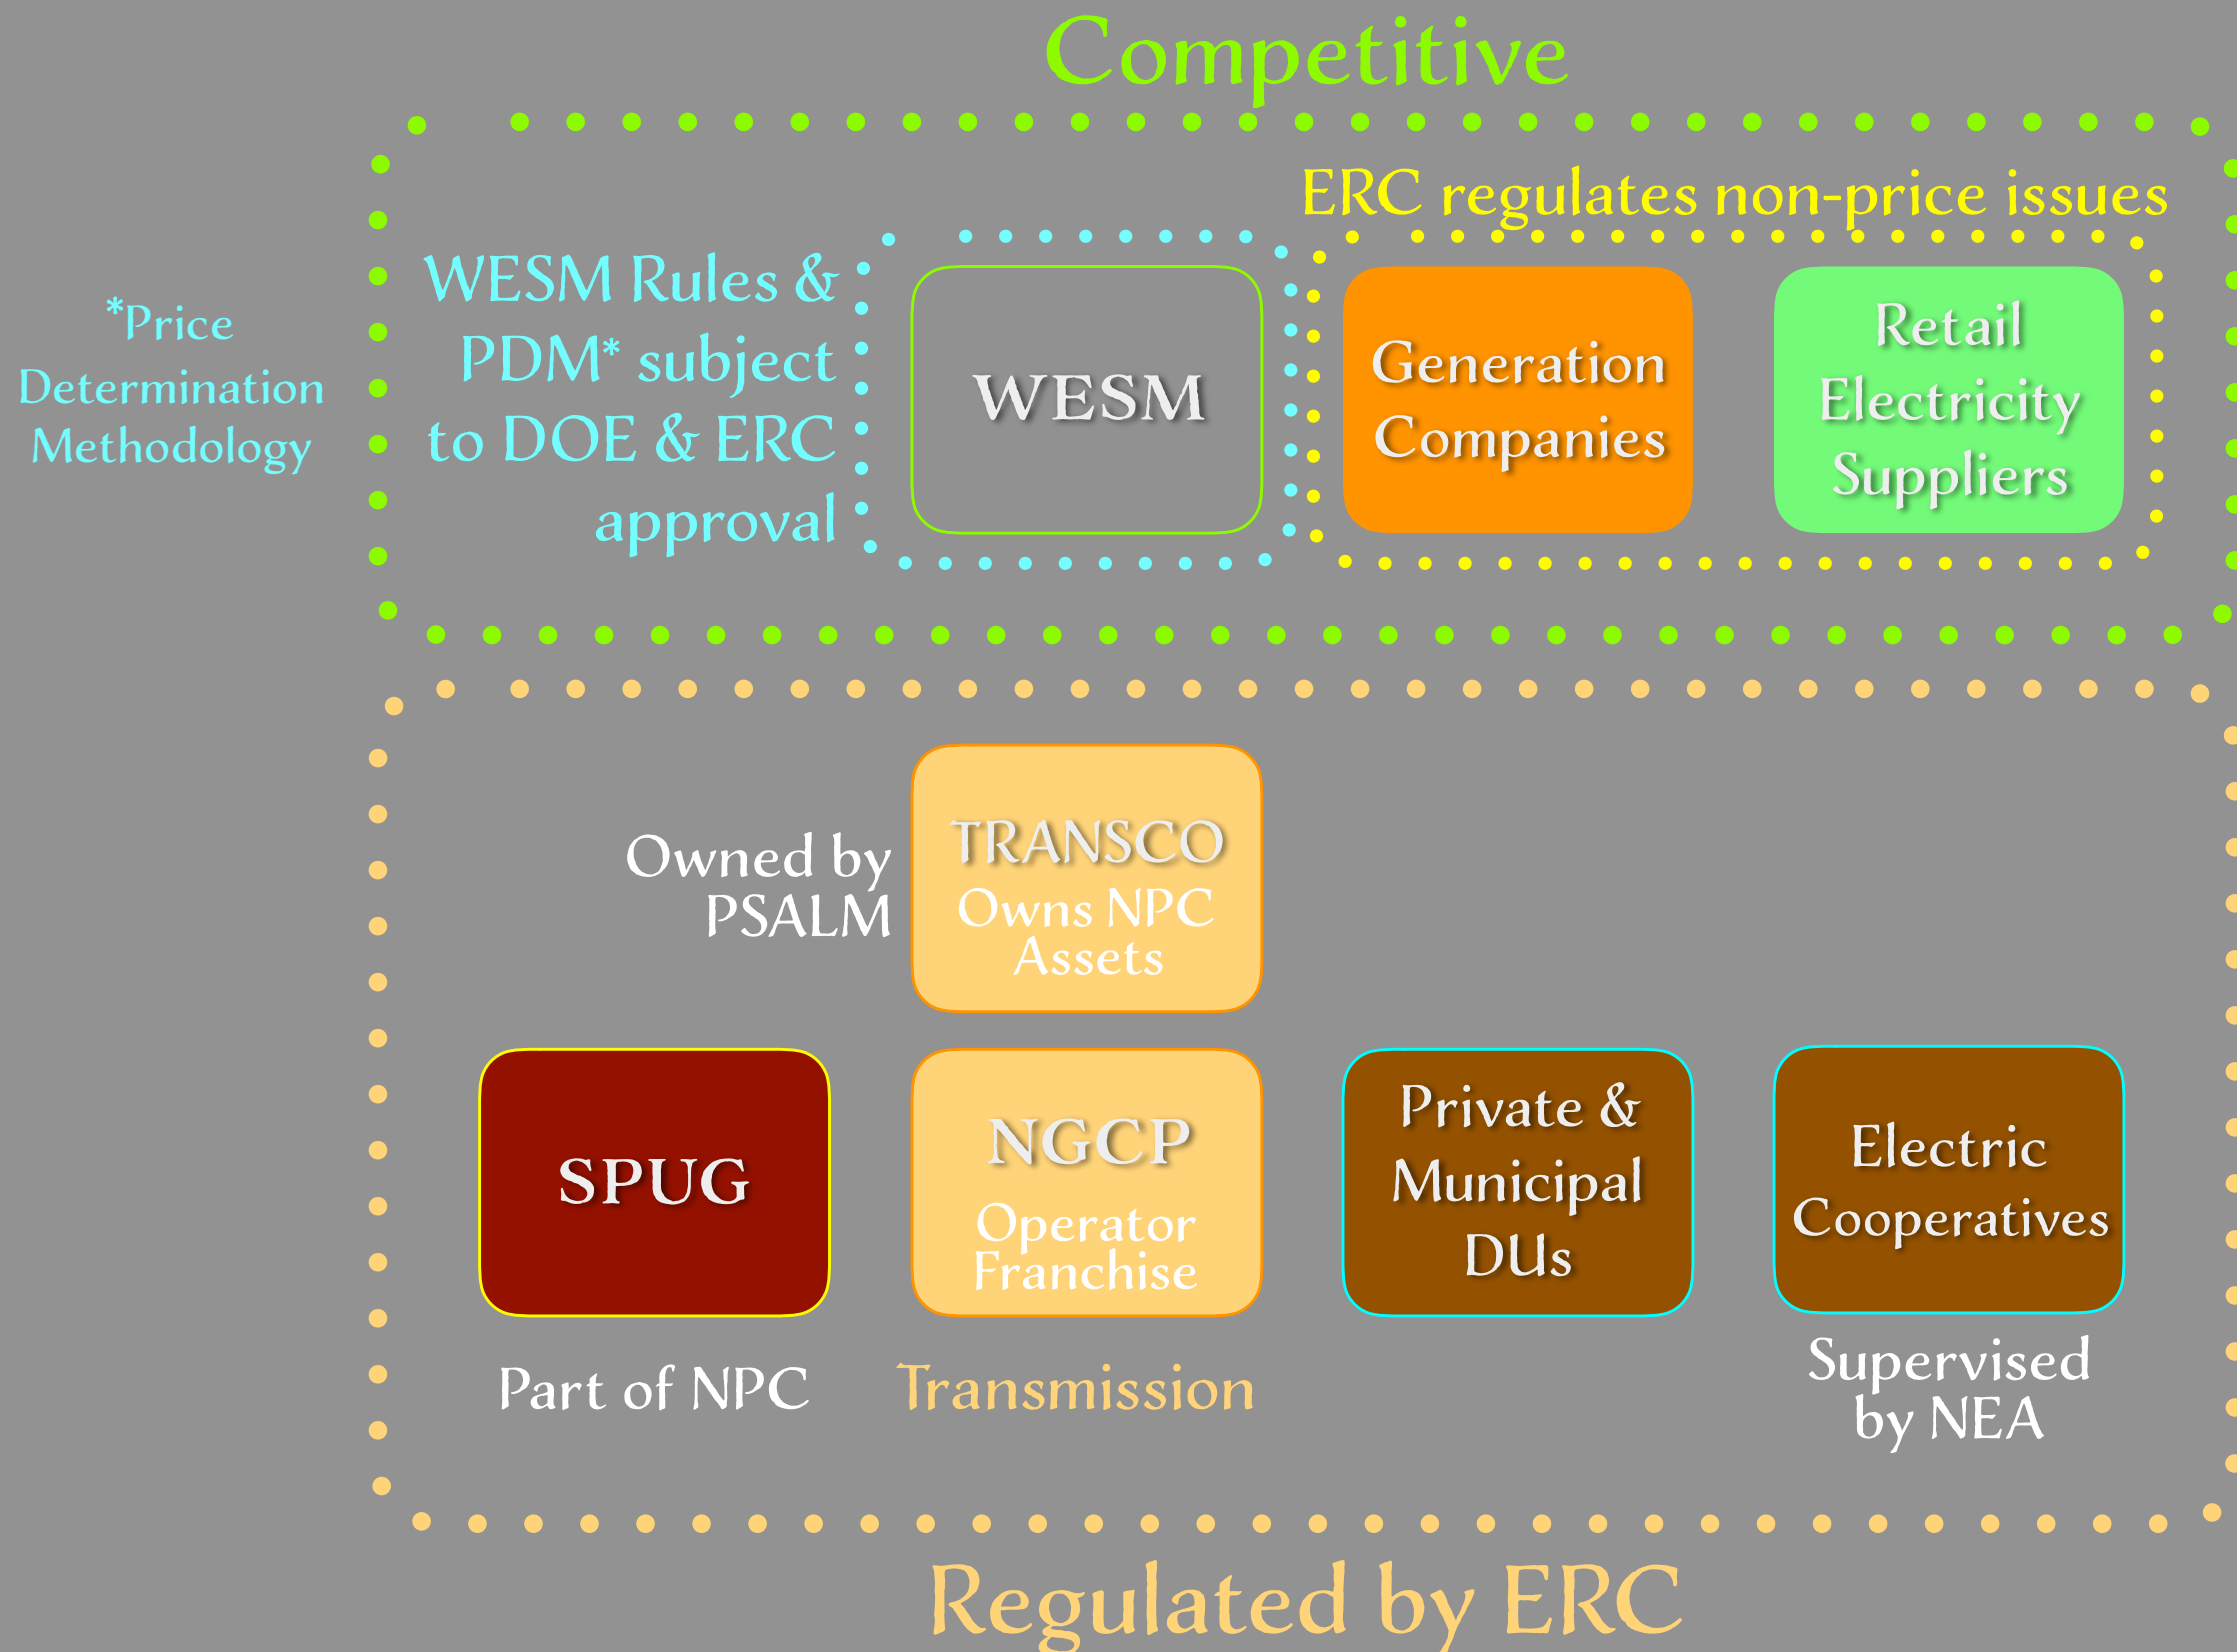 Competitive
ERC regulates non-price issues
*Price
Determination
Methodology
WESM Rules &
PDM* subject
to DOE & ERC
approval
WESM
Generation
Companies
Retail
Electricity
Suppliers
Owned by
PSALM
TRANSCO
Owns NPC
Assets
SPUG
NGCP
Operator
Franchise
Private &
Municipal
DUs
Electric
Cooperatives
Part of NPC
Transmission
Supervised
by NEA
Regulated by ERC